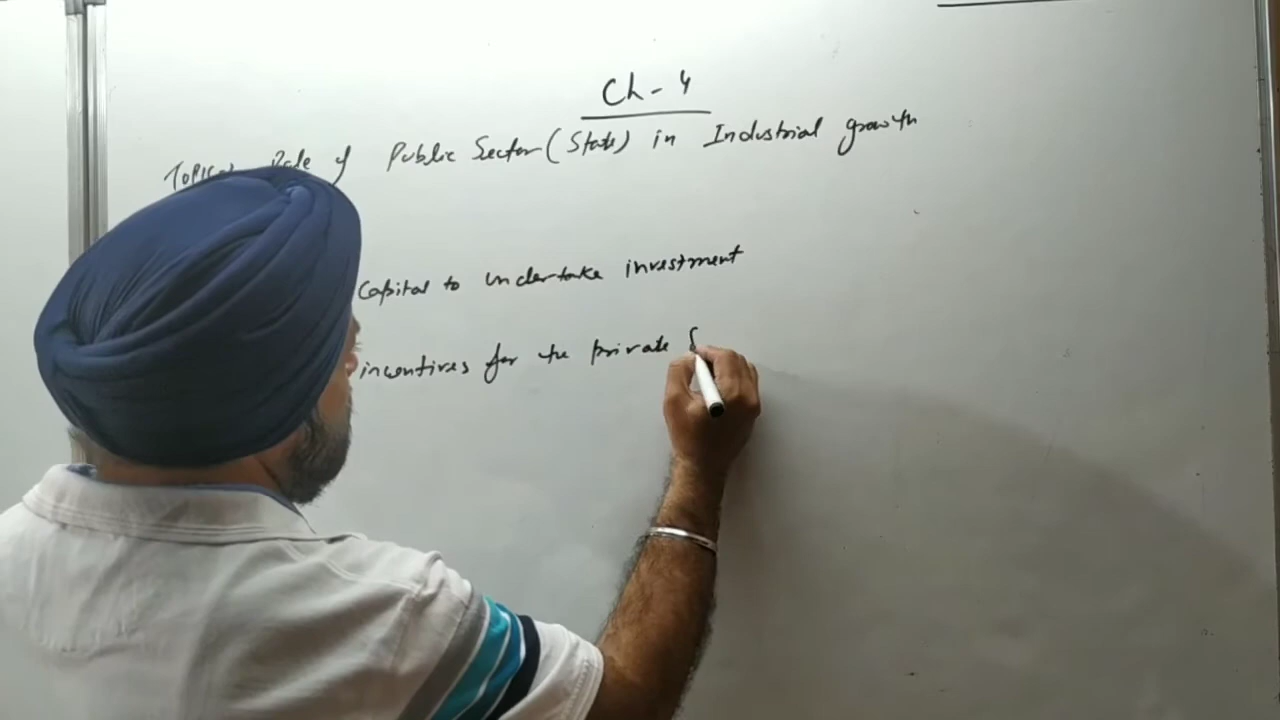 Ch - 4
Topic: Role of Public Sector (State) in Industrial growth
Capital to undertake investment
incentives for the private